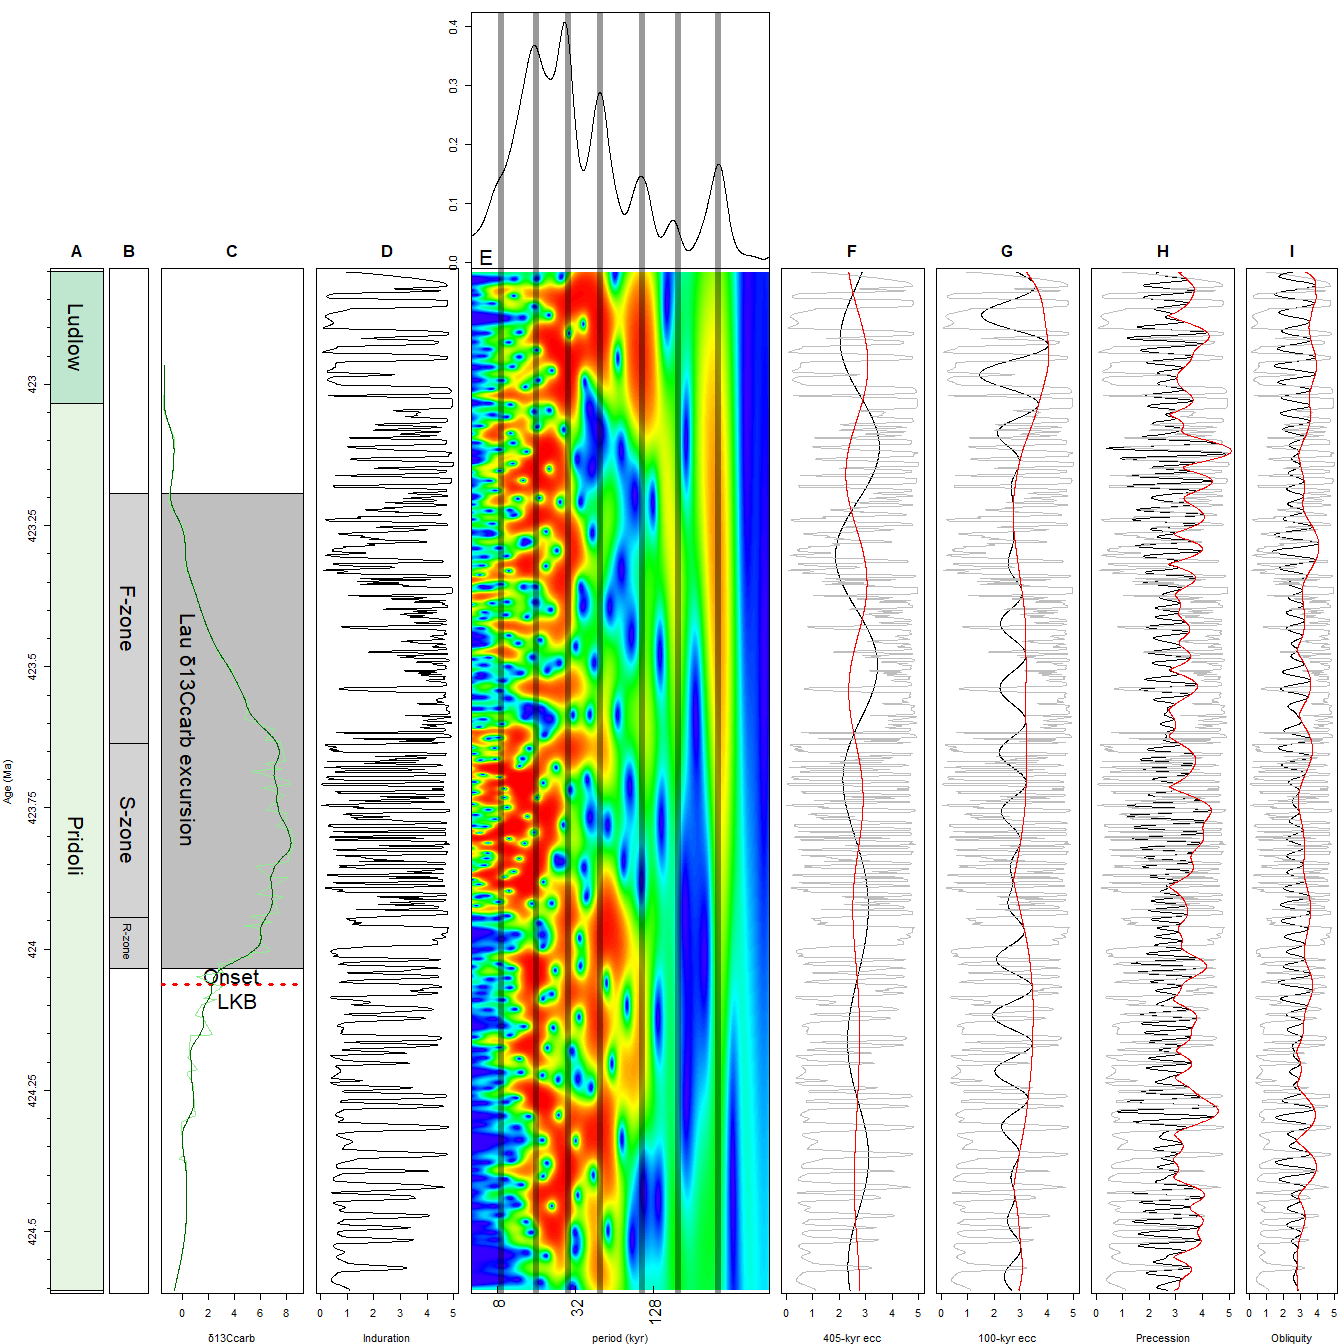 0.0 0.1 0.2 0.3 0.4
A B C D E F G H I
Ludlow
Pridoli
F-zone
S-zone
R-zone
Lau δ13Ccarb excursion
Onset
LKB
Age (Ma)
423
423.25
423.5
423.75
424
424.25
424.5
0 2 4 6 8
δ13Ccarb
0 1 2 3 4 5
Induration
8 32 128
period (kyr)
0 1 2 3 4 5
405-kyr ecc
0 1 2 3 4 5
100-kyr ecc
0 1 2 3 4 5
Precession
0 1 2 3 4 5
Obliquity